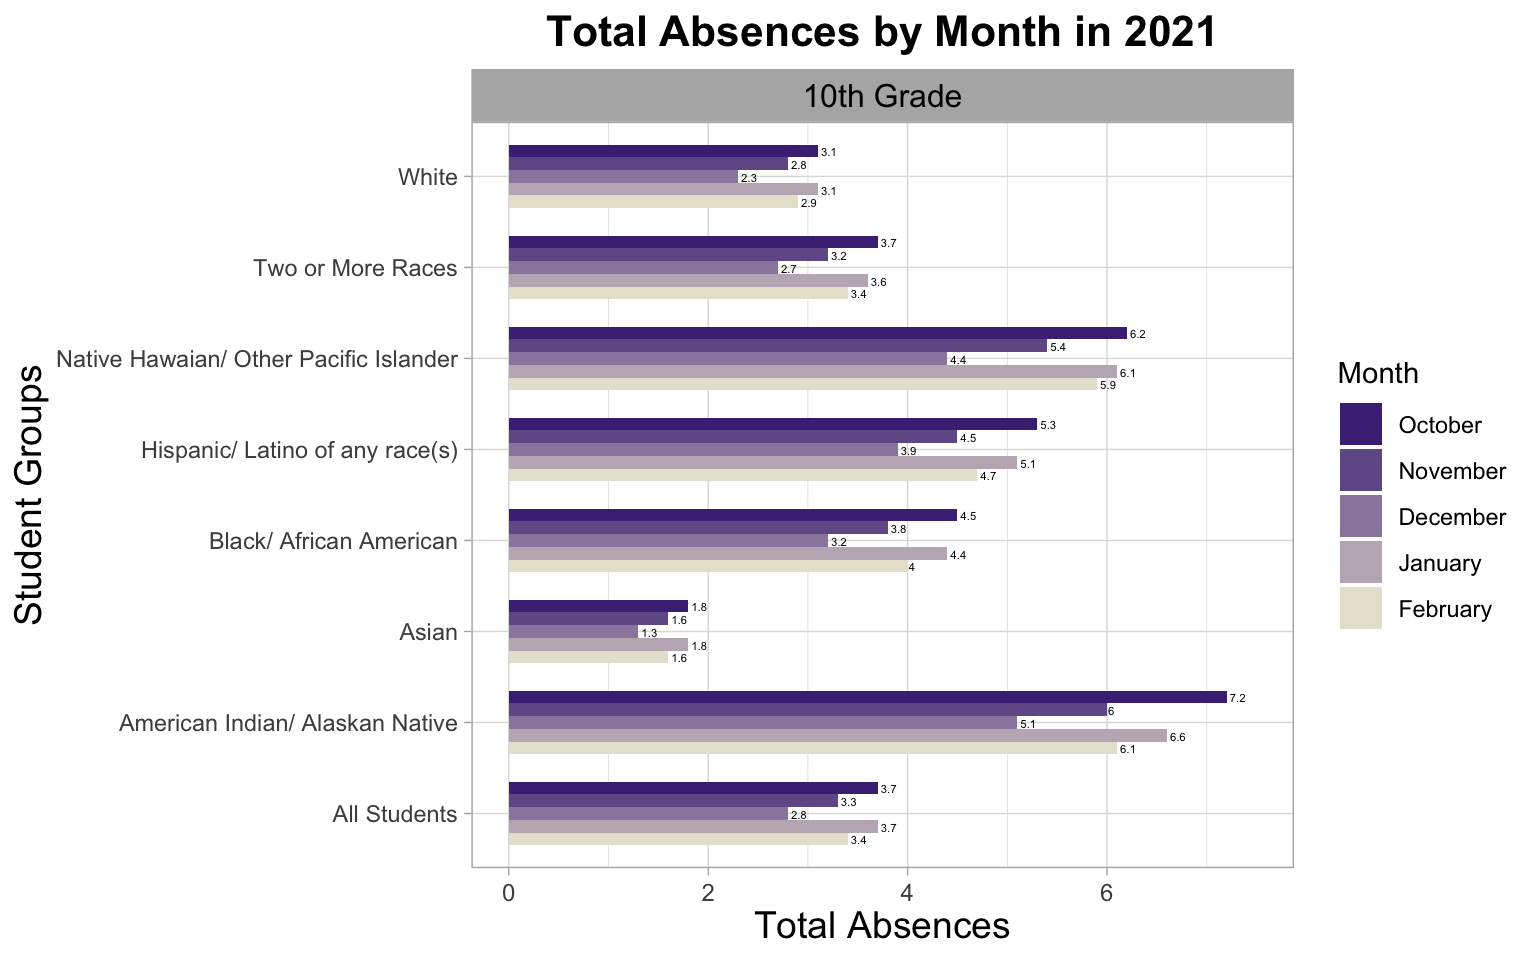 Total Absences by Month in 2021
10th Grade
White
3.1
2.8
2.3
3.1
2.9
Two or More Races
3.7
3.2
2.7
3.6
3.4
Native Hawaian/ Other Pacific Islander
6.2
5.4
4.4
6.1
5.9
Hispanic/ Latino of any race(s)
5.3
4.5
3.9
5.1
4.7
Black/ African American
4.5
3.8
3.2
4.4
4
Asian
1.8
1.6
1.3
1.8
1.6
American Indian/ Alaskan Native
7.2
6
5.1
6.6
6.1
All Students
3.7
3.3
2.8
3.7
3.4
0 2 4 6
Total Absences
Student Groups
Month
October
November
December
January
February